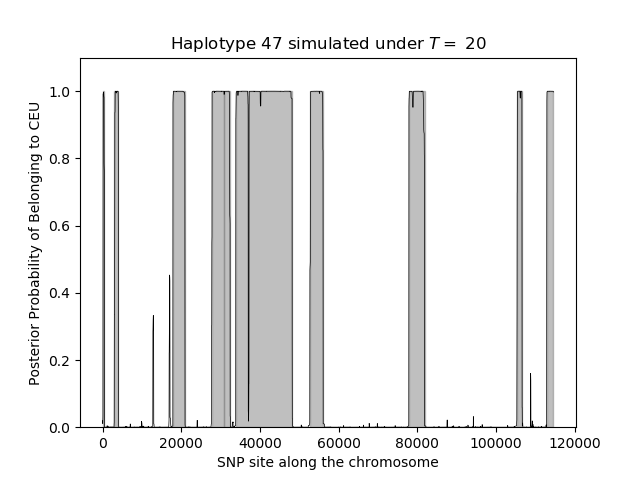 Haplotype 47 simulated under T = 20
Posterior Probability of Belonging to CEU
1.0
0.8
0.6
0.4
0.2
0.0
0 20000 40000 60000 80000 100000 120000
SNP site along the chromosome